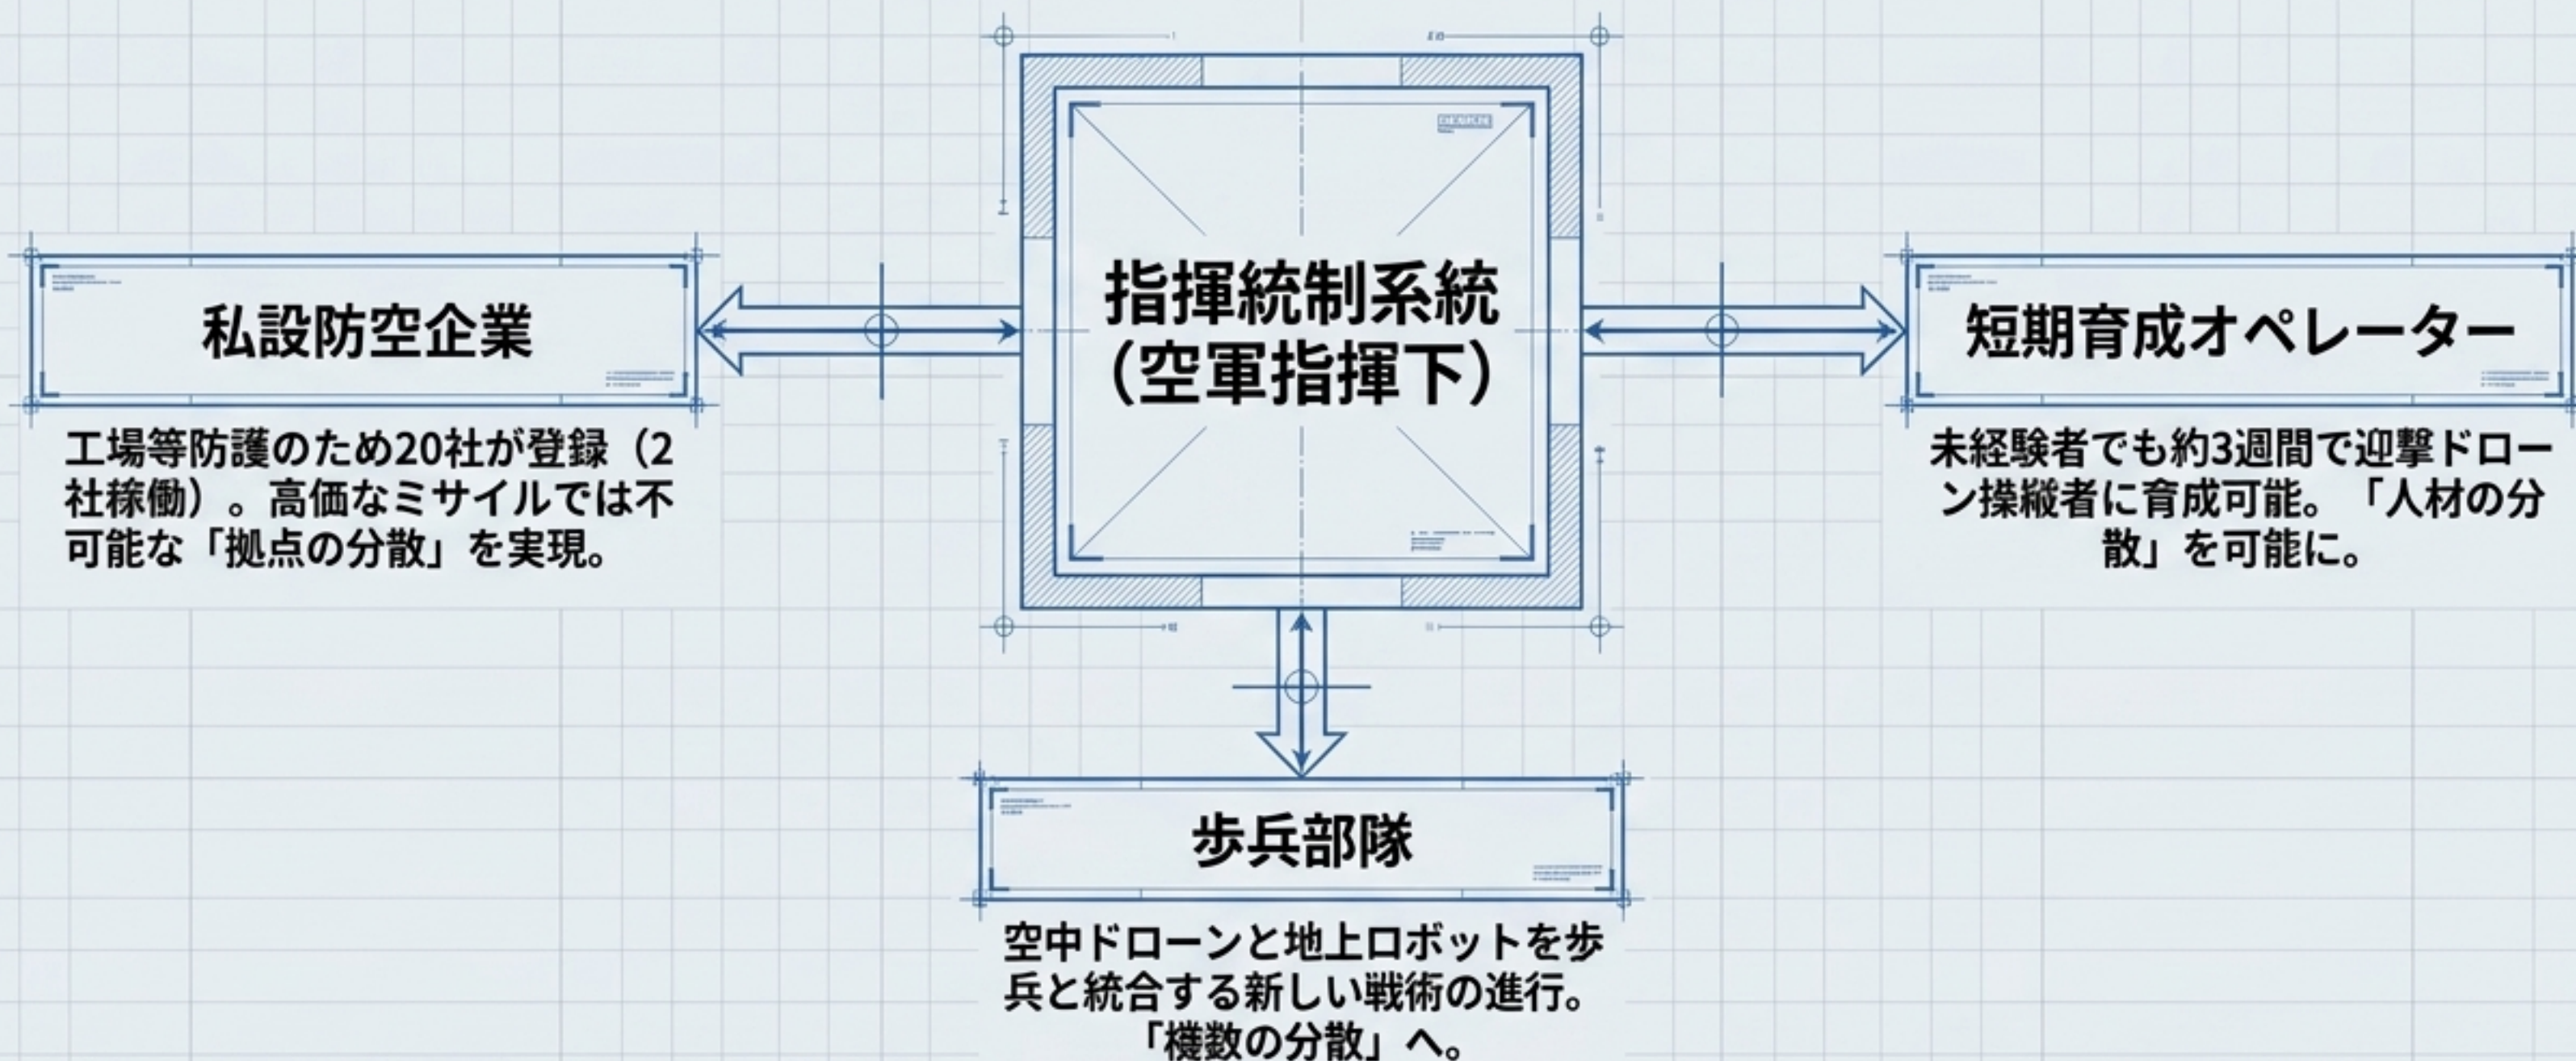 指揮統制系統
（空軍指揮下）
私設防空企業
工場等防護のため20社が登録（2
社稼働）。高価なミサイルでは不
可能な「拠点の分散」を実現。
短期育成オペレーター
未経験者でも約3週間で迎撃ドロー
ン操縦者に育成可能。「人材の分
散」を可能に。
歩兵部隊
空中ドローンと地上ロボットを歩
兵と統合する新しい戦術の進行。
「機数の分散」へ。